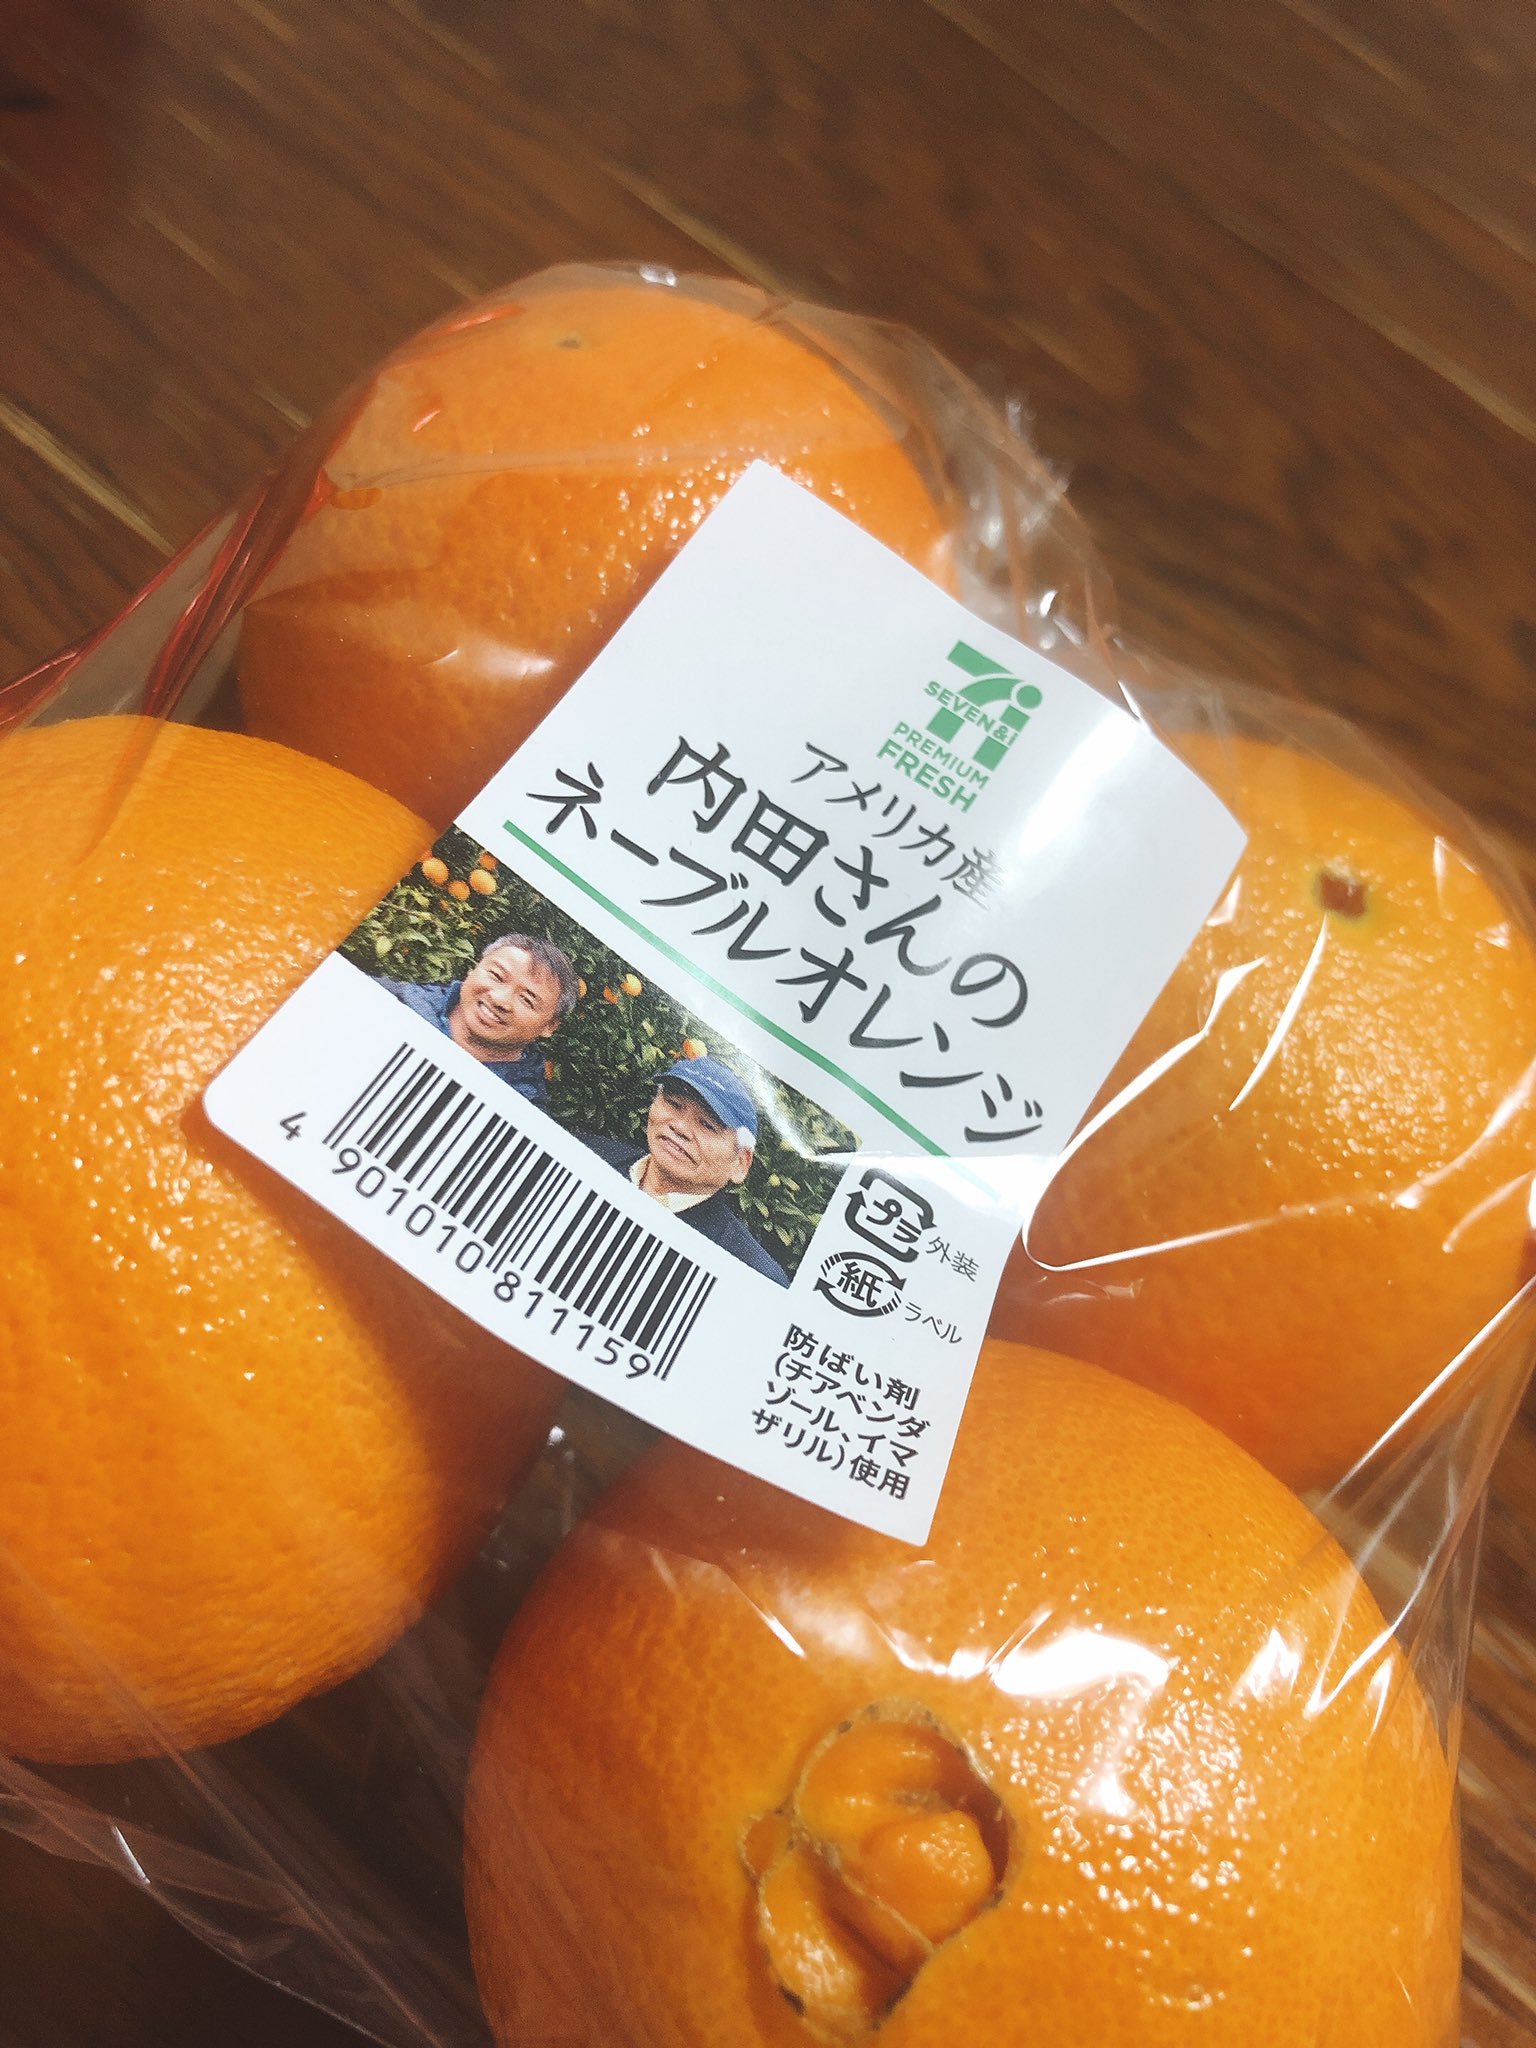 SEVEN&i
PREMIUM
FRESH
アメリカ産
内田さんの
ネーブルオレンジ
4 901010 811159
プラ 外装
紙 ラベル
防ばい剤
(チアベンダ
ゾール、イマ
ザリル)使用